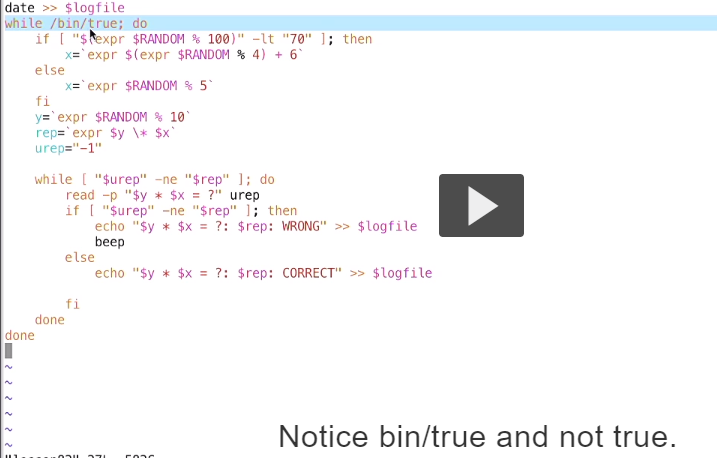 date >> $logfile
while /bin/true; do
if [ "$(expr $RANDOM % 100)" -lt "70" ]; then
x=`expr $(expr $RANDOM % 4) + 6`
else
x=`expr $RANDOM % 5`
fi
y=`expr $RANDOM % 10`
rep=`expr $y \* $x`
urep="-1"
while [ "$urep" -ne "$rep" ]; do
read -p "$y * $x = ?" urep
if [ "$urep" -ne "$rep" ]; then
echo "$y * $x = ?: $rep: WRONG" >> $logfile
beep
else
echo "$y * $x = ?: $rep: CORRECT" >> $logfile
fi
done
done
~
~
~
~
~
~
Notice bin/true and not true.